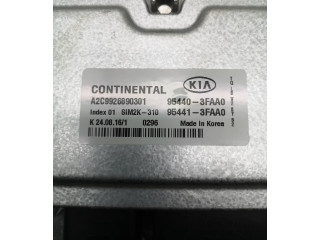 CONTINENTAL KIA
A2C9926890301 95440-3FAA0
Index 01 SIM2K-310 95441-3FAA0
K 24.08.16/1 0296 Made in Korea